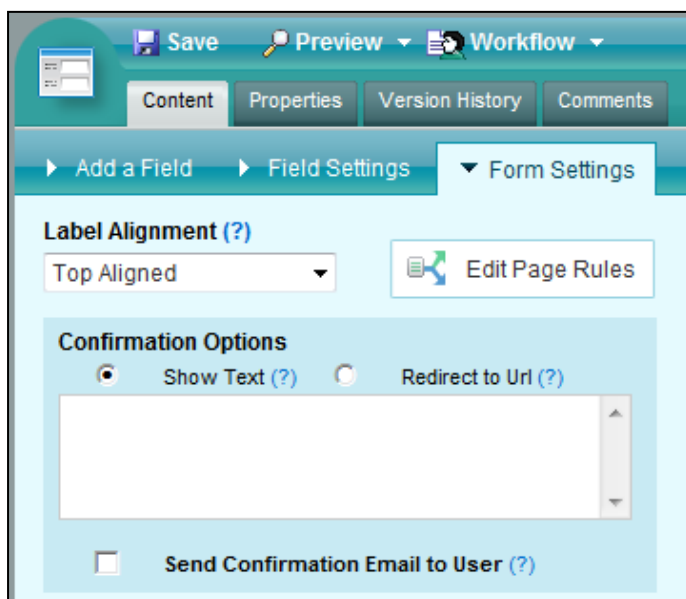 Save Preview Workflow
Content Properties Version History Comments
Add a Field Field Settings Form Settings
Label Alignment (?)
Top Aligned Edit Page Rules
Confirmation Options
Show Text (?) Redirect to Url (?)
Send Confirmation Email to User (?)